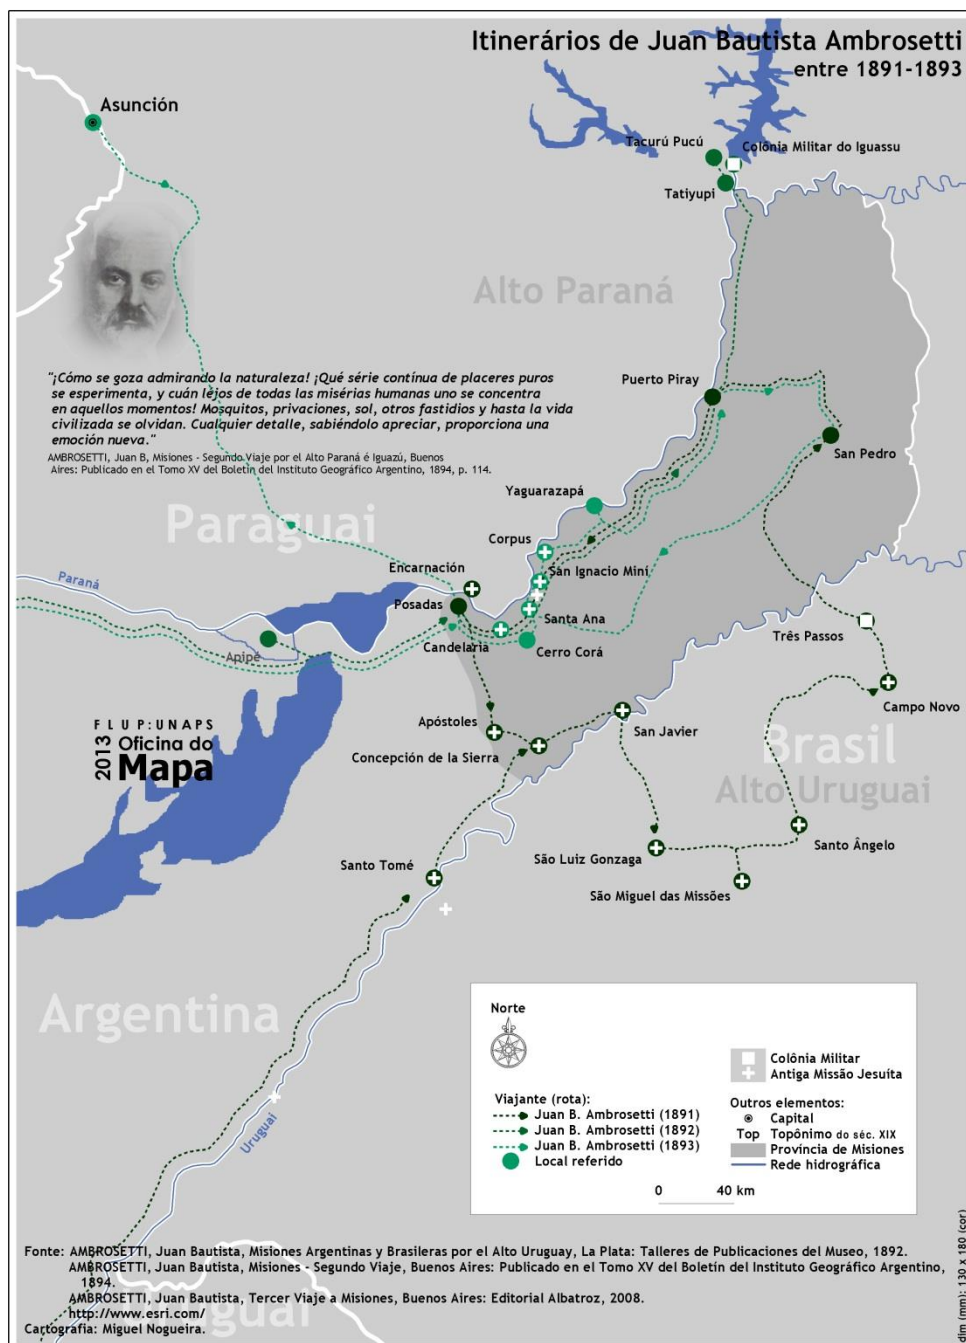 Itinerários de Juan Bautista Ambrosetti
entre 1891-1893
Asunción
Tacurú Pucú
Colônia Militar do Iguassu
Tatiyupi
Alto Paraná
"¡Cómo se goza admirando la naturaleza! ¡Qué série contínua de placeres puros
se esperimenta, y cuán léjos de todas las misérias humanas uno se concentra
en aquellos momentos! Mosquitos, privaciones, sol, otros fastidios y hasta la vida
civilizada se olvidan. Cualquier detalle, sabiéndolo apreciar, proporciona una
emoción nueva."
AMBROSETTI, Juan B, Misiones - Segundo Viaje por el Alto Paraná é Iguazú, Buenos
Aires: Publicado en el Tomo XV del Boletín del Instituto Geográfico Argentino, 1894, p. 114.
Puerto Piray
San Pedro
Yaguarazapá
Paraguai
Corpus
Encarnación
San Ignacio Miní
Paraná
Posadas
Santa Ana
Candelária
Cerro Corá
Apipé
Três Passos
Campo Novo
Apóstoles
San Javier
Concepción de la Sierra
Brasil
Alto Uruguai
FLUP:UNAPS
2013
Oficina do
Mapa
Santo Tomé
São Luiz Gonzaga
Santo Ângelo
São Miguel das Missões
Argentina
Uruguai
Norte
Viajante (rota):
Juan B. Ambrosetti (1891)
Juan B. Ambrosetti (1892)
Juan B. Ambrosetti (1893)
Local referido
Colônia Militar
Antiga Missão Jesuíta
Outros elementos:
Capital
Top Topônimo do séc. XIX
Província de Misiones
Rede hidrográfica
0 40 km
Fonte: AMBROSETTI, Juan Bautista, Misiones Argentinas y Brasileras por el Alto Uruguay, La Plata: Talleres de Publicaciones del Museo, 1892.
AMBROSETTI, Juan Bautista, Misiones - Segundo Viaje, Buenos Aires: Publicado en el Tomo XV del Boletín del Instituto Geográfico Argentino,
1894.
AMBROSETTI, Juan Bautista, Tercer Viaje a Misiones, Buenos Aires: Editorial Albatroz, 2008.
http://www.esri.com/
Cartografia: Miguel Nogueira.
Uruguai
dim (mm): 130 x 180 (cor)